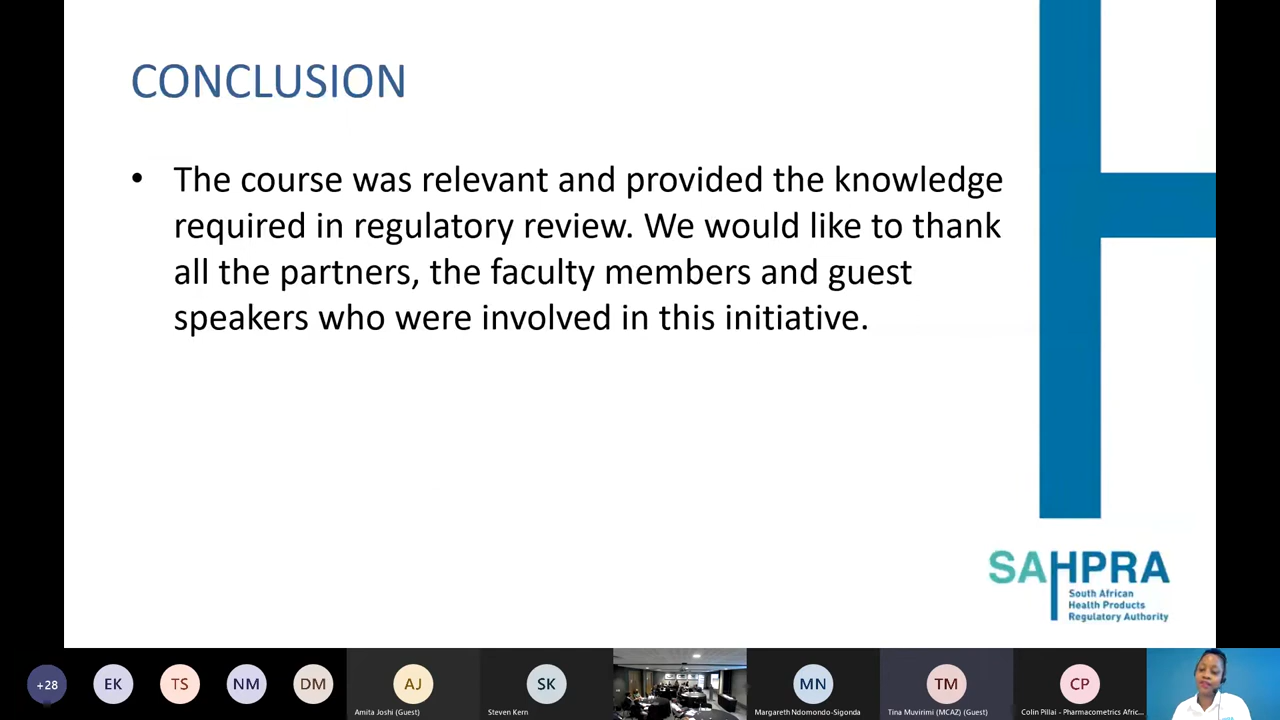 CONCLUSION
• The course was relevant and provided the knowledge
required in regulatory review. We would like to thank
all the partners, the faculty members and guest
speakers who were involved in this initiative.
SAHPRA
South African
Health Products
Regulatory Authority
+28
EK
TS
NM
DM
AJ
SK
MN
TM
CP
Amita Joshi (Guest)
Steven Kern
Margareth Ndomondo-Sigonda
Tina Muvirimi (MCAZ) (Guest)
Colin Pillai - Pharmacometrics Afric...